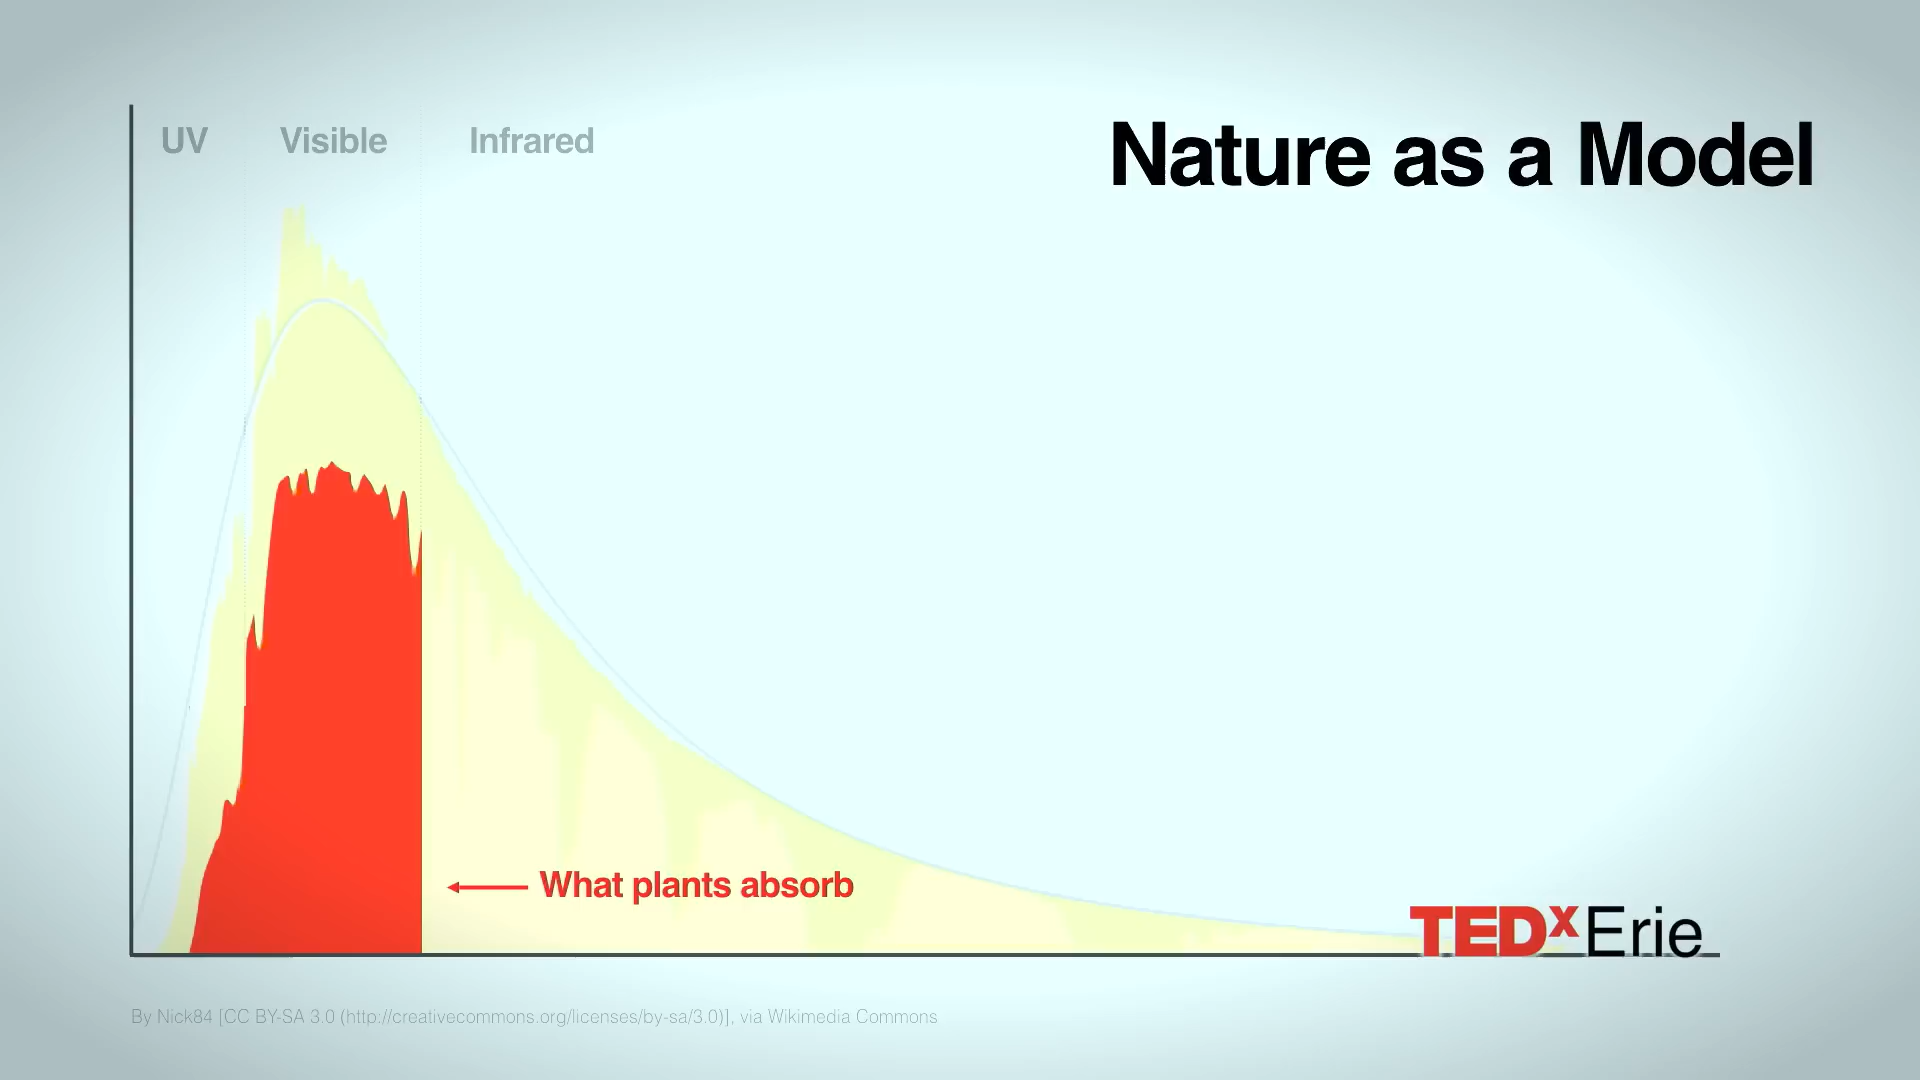 UV Visible Infrared
Nature as a Model
What plants absorb
TEDxErie
By Nick84 [CC BY-SA 3.0 (http://creativecommons.org/licenses/by-sa/3.0)], via Wikimedia Commons